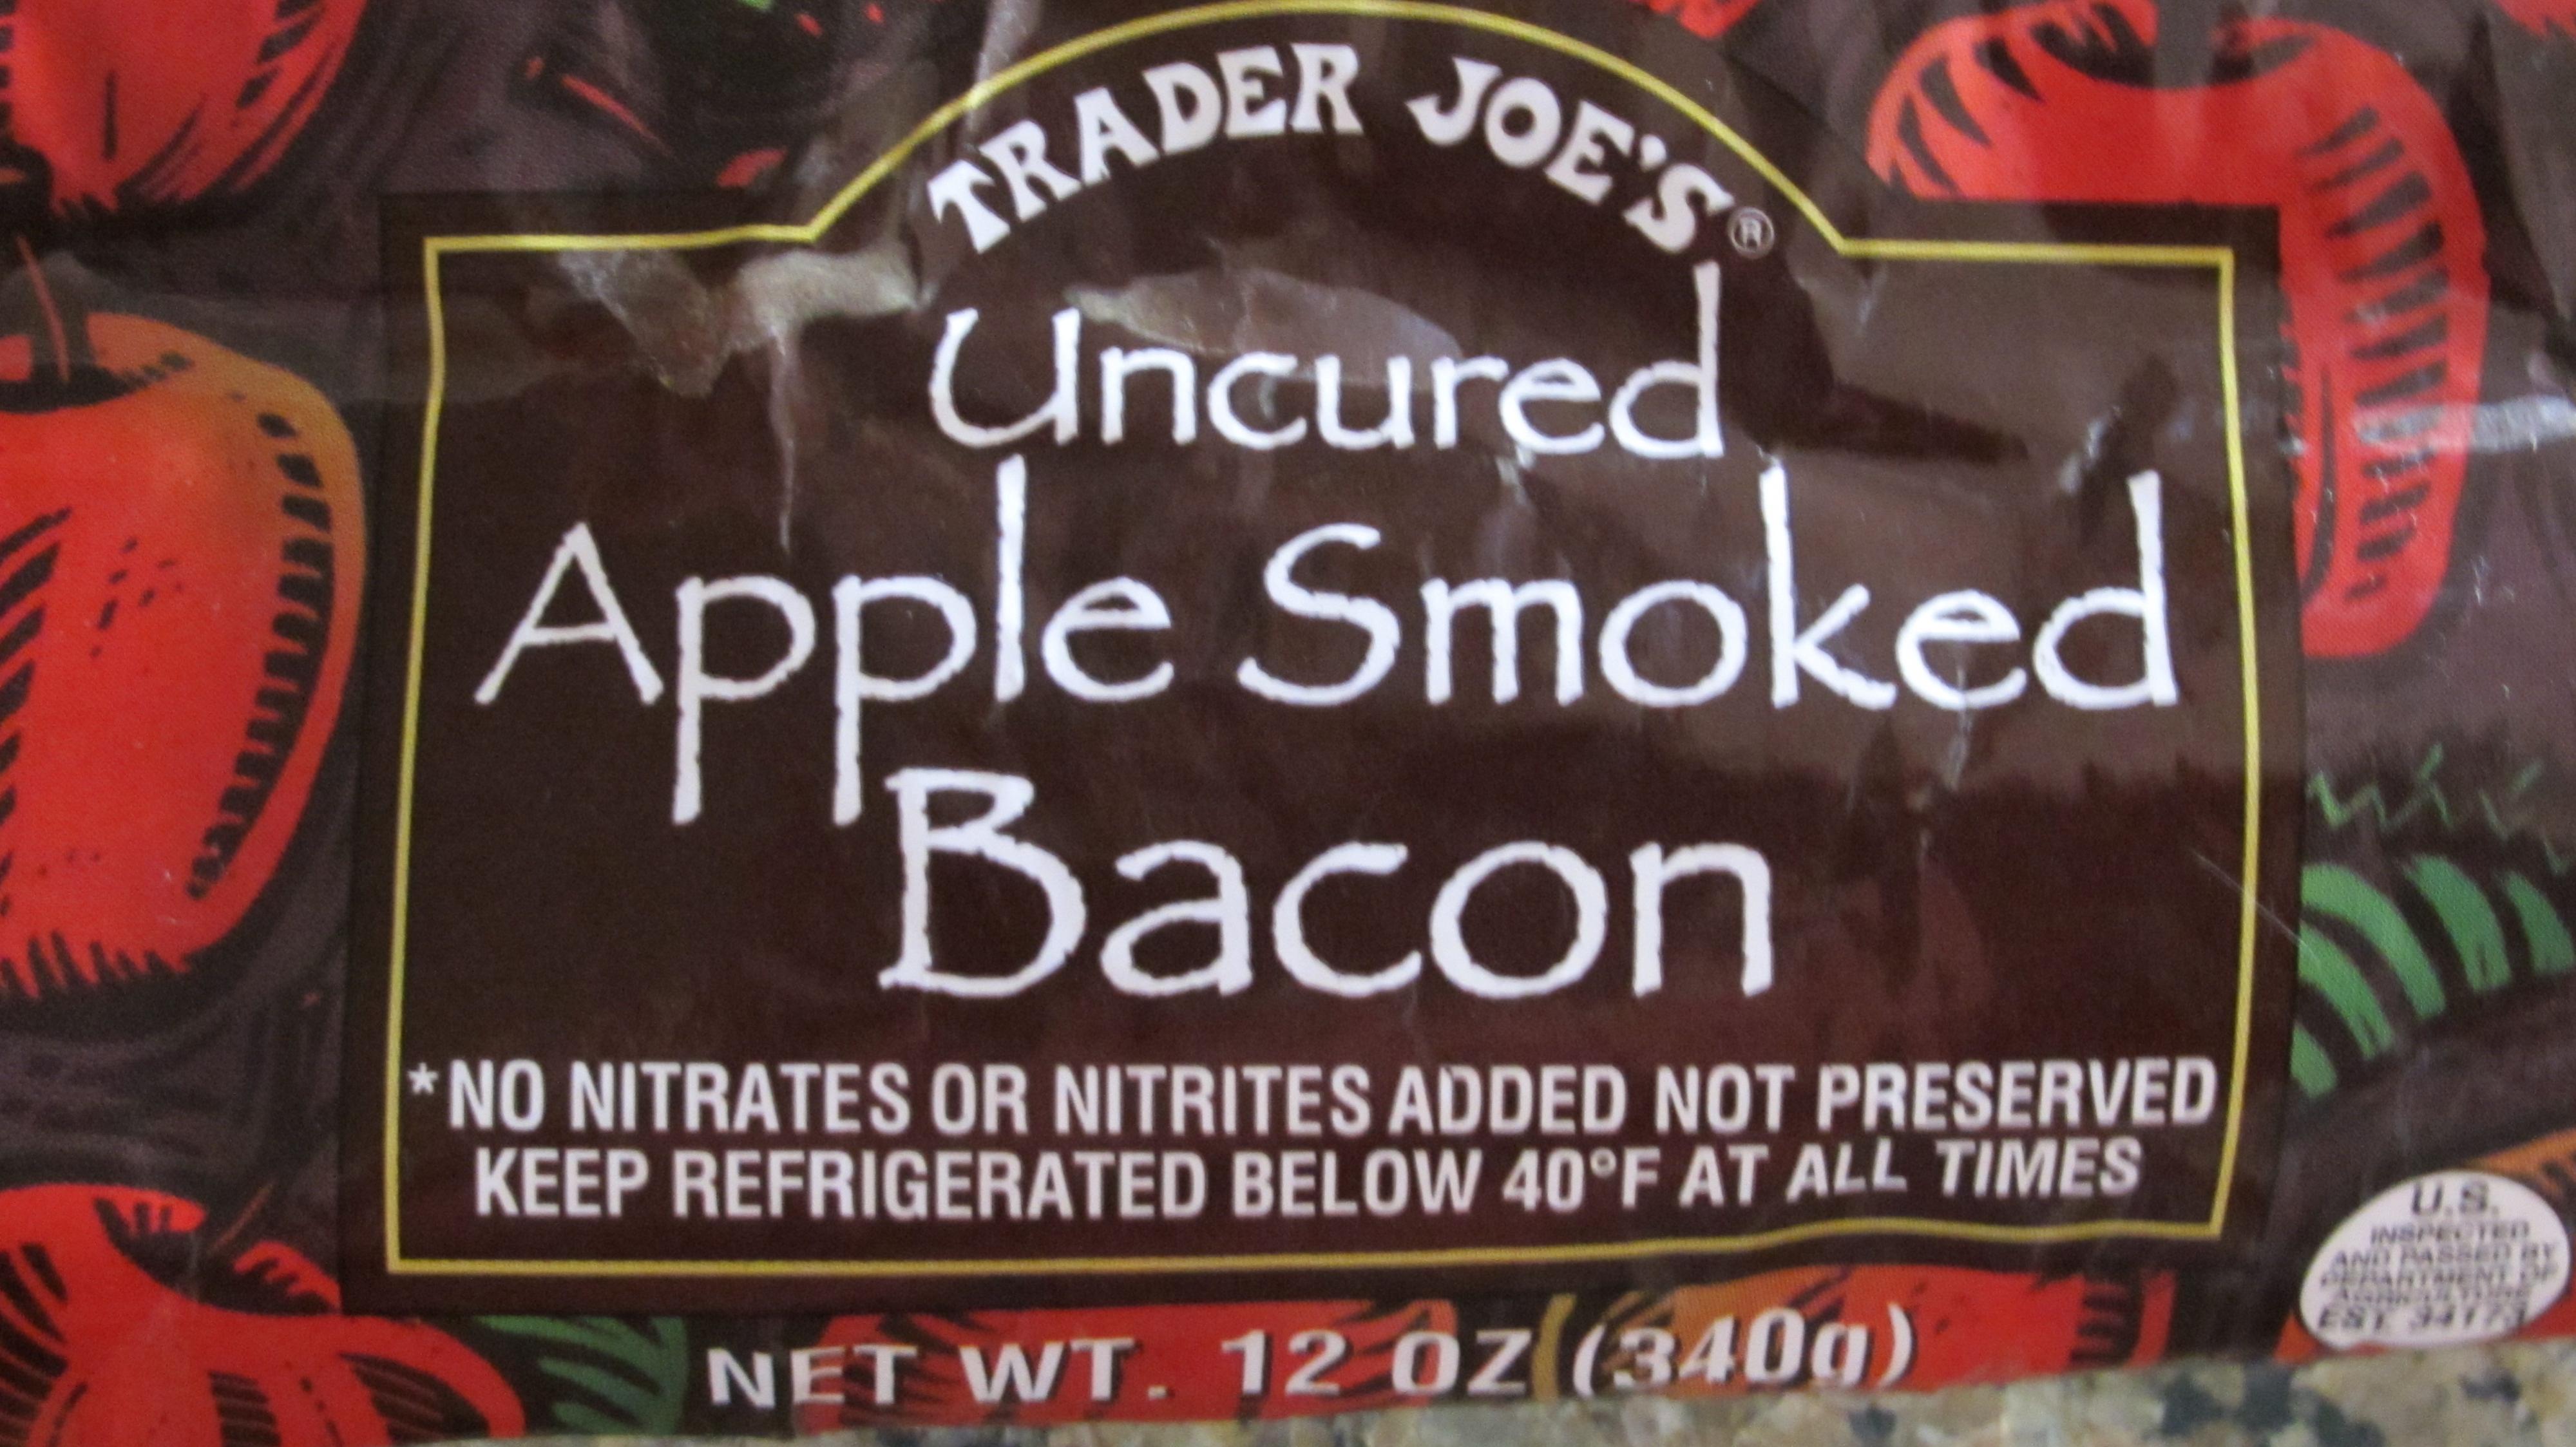 TRADER JOE'S®
Uncured
Apple Smoked
Bacon
*NO NITRATES OR NITRITES ADDED NOT PRESERVED
KEEP REFRIGERATED BELOW 40°F AT ALL TIMES
NET WT. 12 OZ (340g)
U.S.
INSPECTED
AND PASSED BY
DEPARTMENT OF
AGRICULTURE
EST.